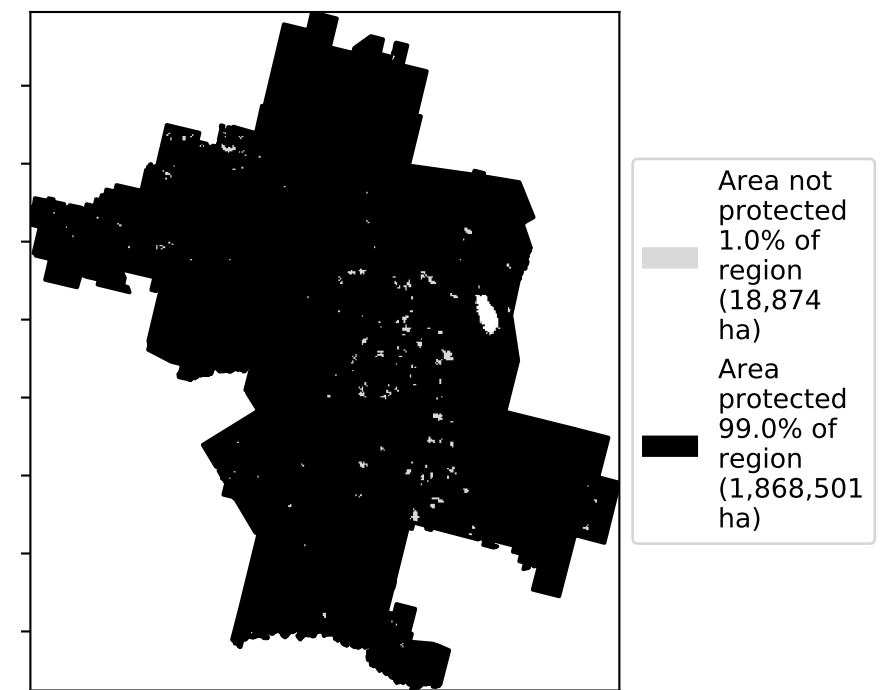 Area not
protected
1.0% of
region
(18,874
ha)
Area
protected
99.0% of
region
(1,868,501
ha)